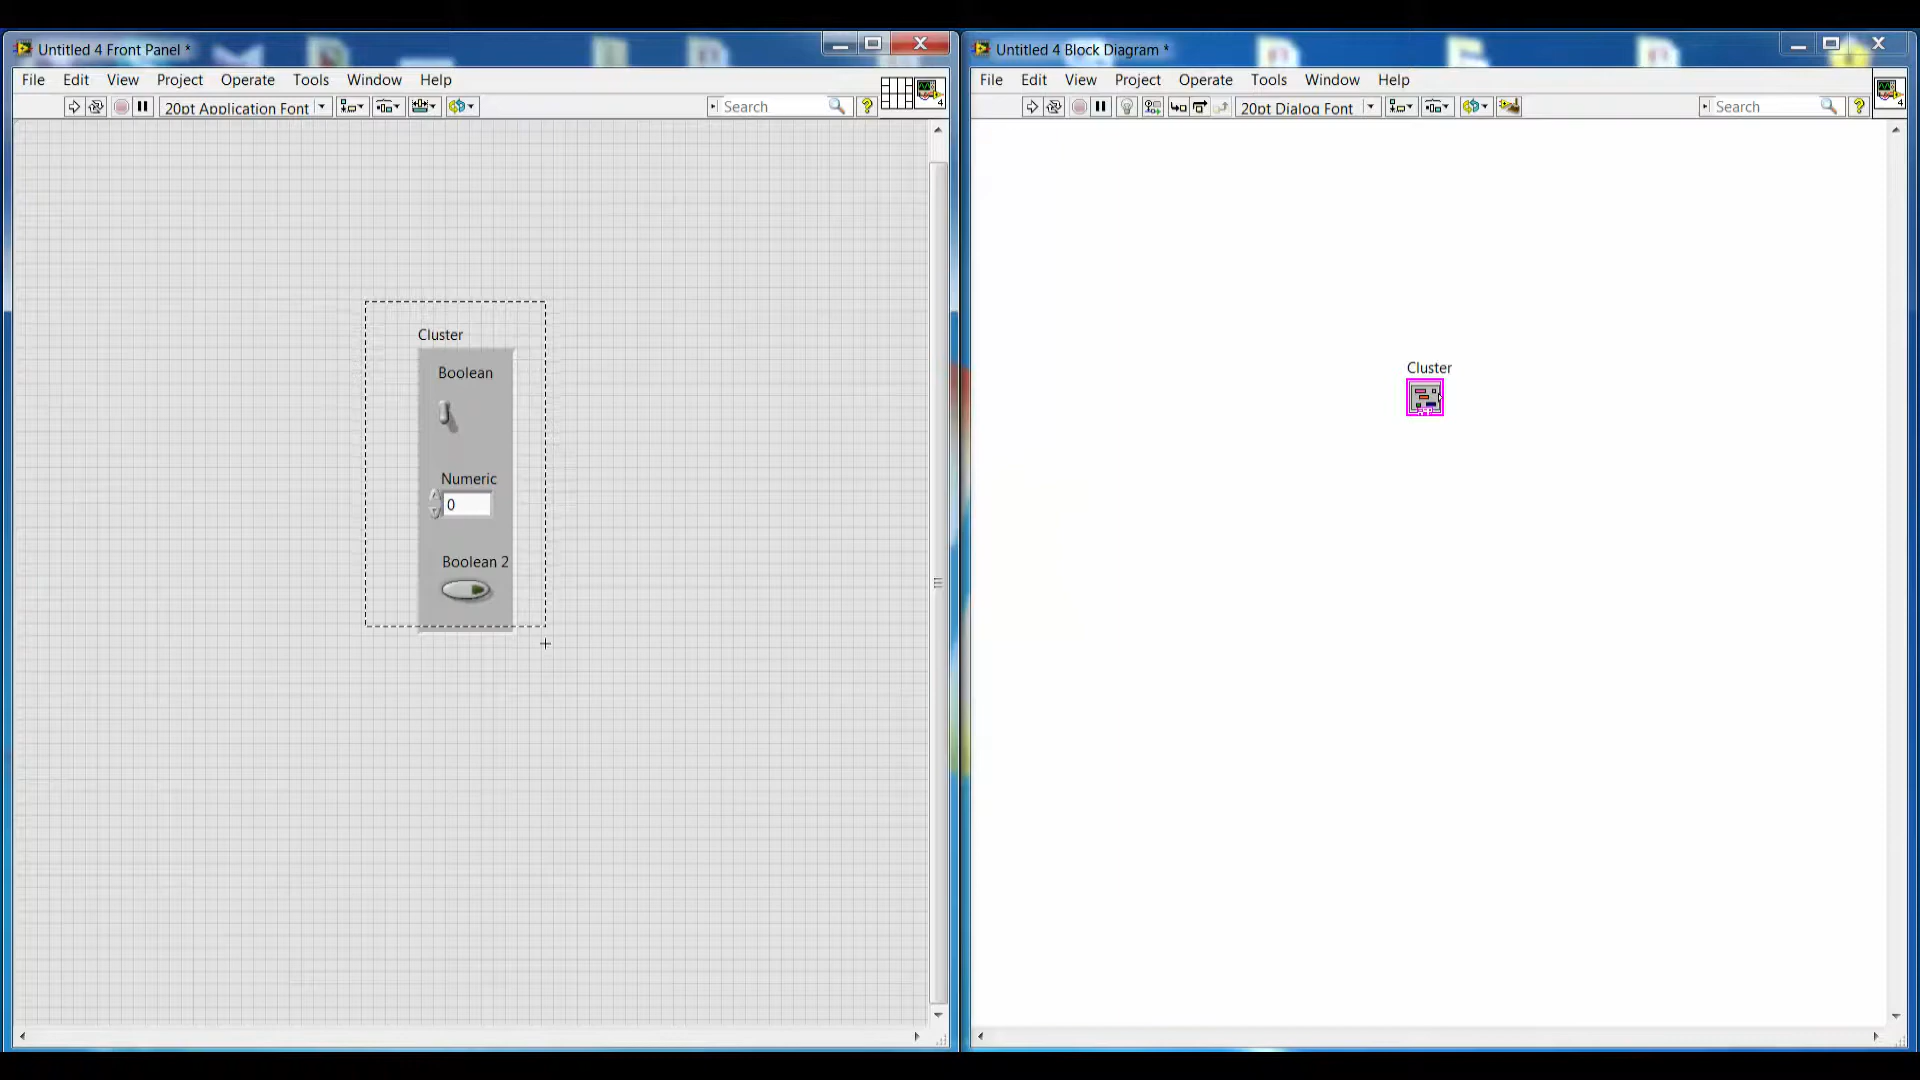 Untitled 4 Front Panel *
File Edit View Project Operate Tools Window Help
20pt Application Font
Search
?
4
Cluster
Boolean
Numeric
0
Boolean 2
Untitled 4 Block Diagram *
File Edit View Project Operate Tools Window Help
20pt Dialog Font
Search
?
4
Cluster